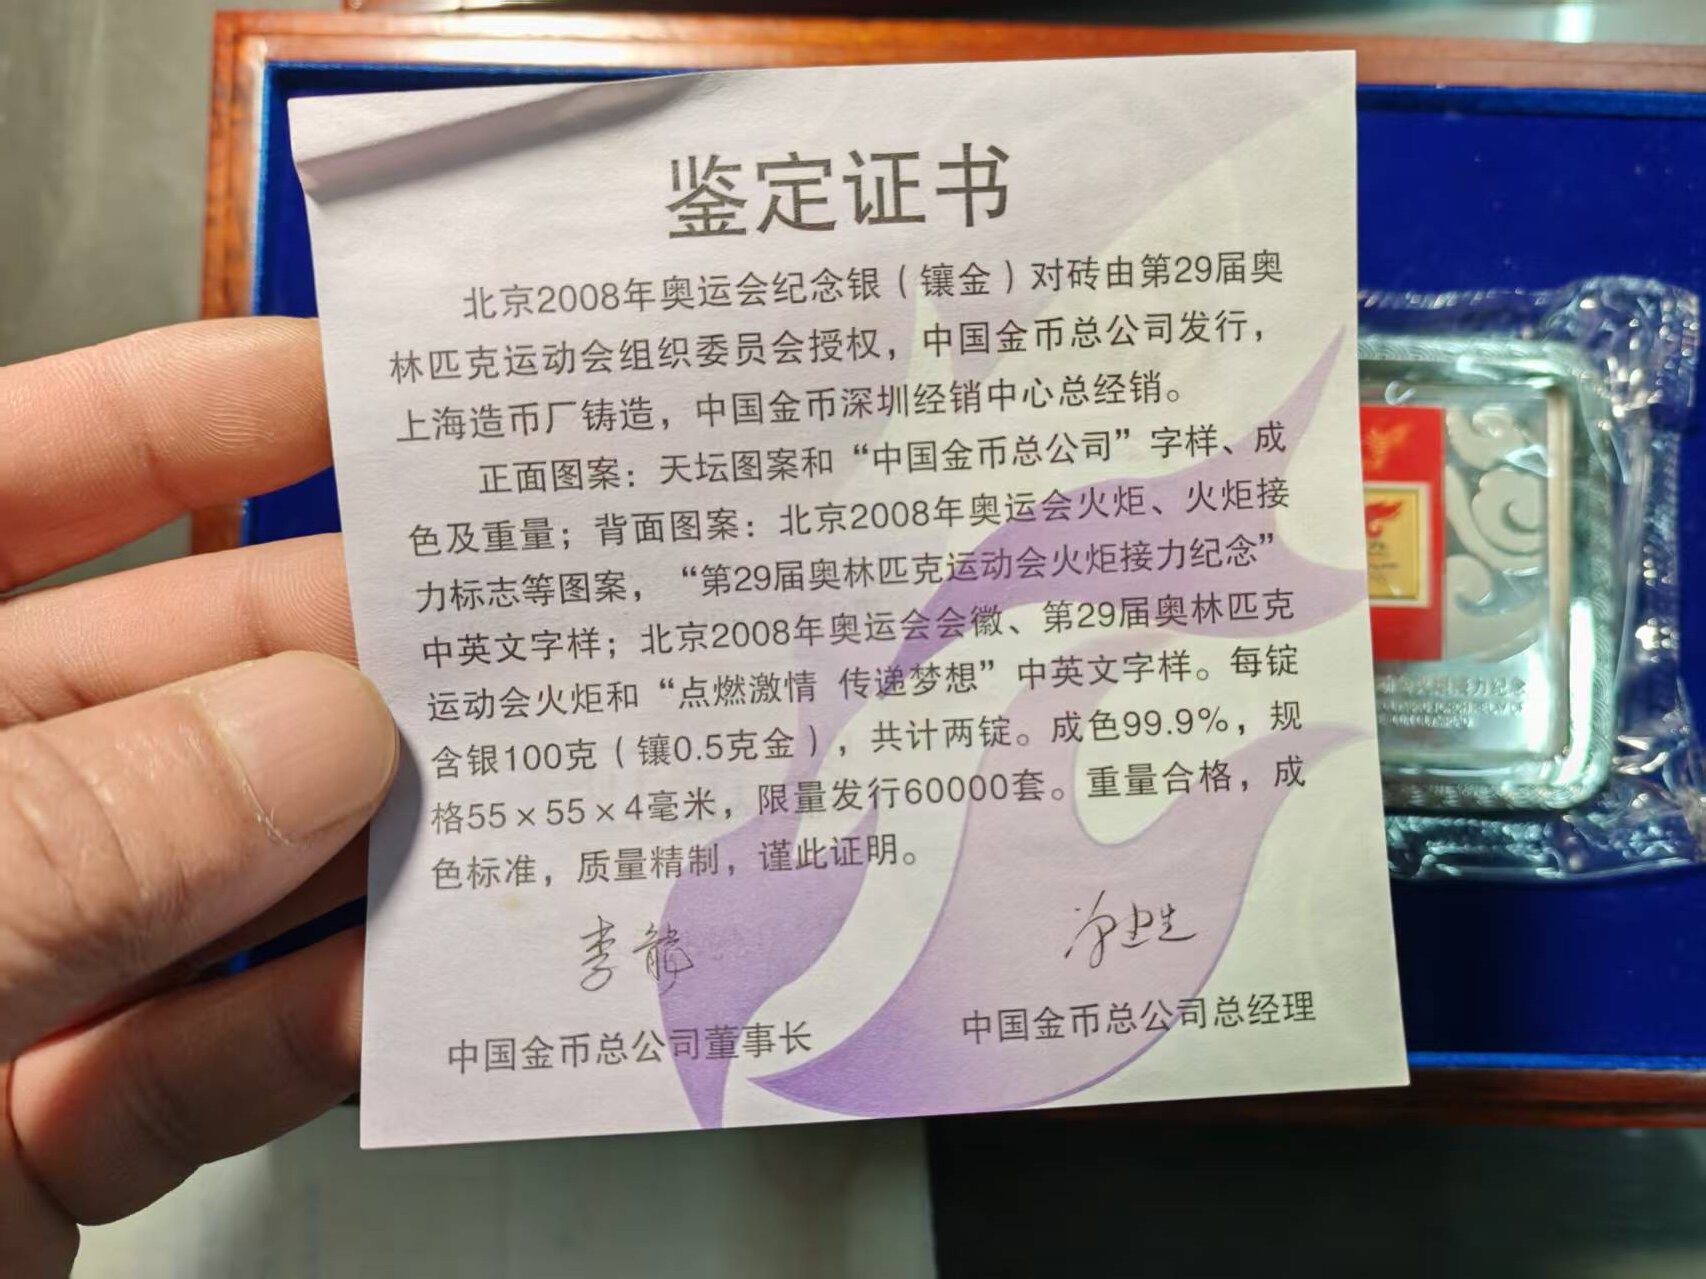 鉴定证书
北京2008年奥运会纪念银（镶金）对砖由第29届奥
林匹克运动会组织委员会授权，中国金币总公司发行，
上海造币厂铸造，中国金币深圳经销中心总经销。
正面图案：天坛图案和“中国金币总公司”字样、成
色及重量；背面图案：北京2008年奥运会火炬、火炬接
力标志等图案，“第29届奥林匹克运动会火炬接力纪念”
中英文字样；北京2008年奥运会会徽、第29届奥林匹克
运动会火炬和“点燃激情 传递梦想”中英文字样。每锭
含银100克（镶0.5克金），共计两锭。成色99.9%，规
格55×55×4毫米，限量发行60000套。重量合格，成
色标准，质量精制，谨此证明。
中国金币总公司董事长
中国金币总公司总经理